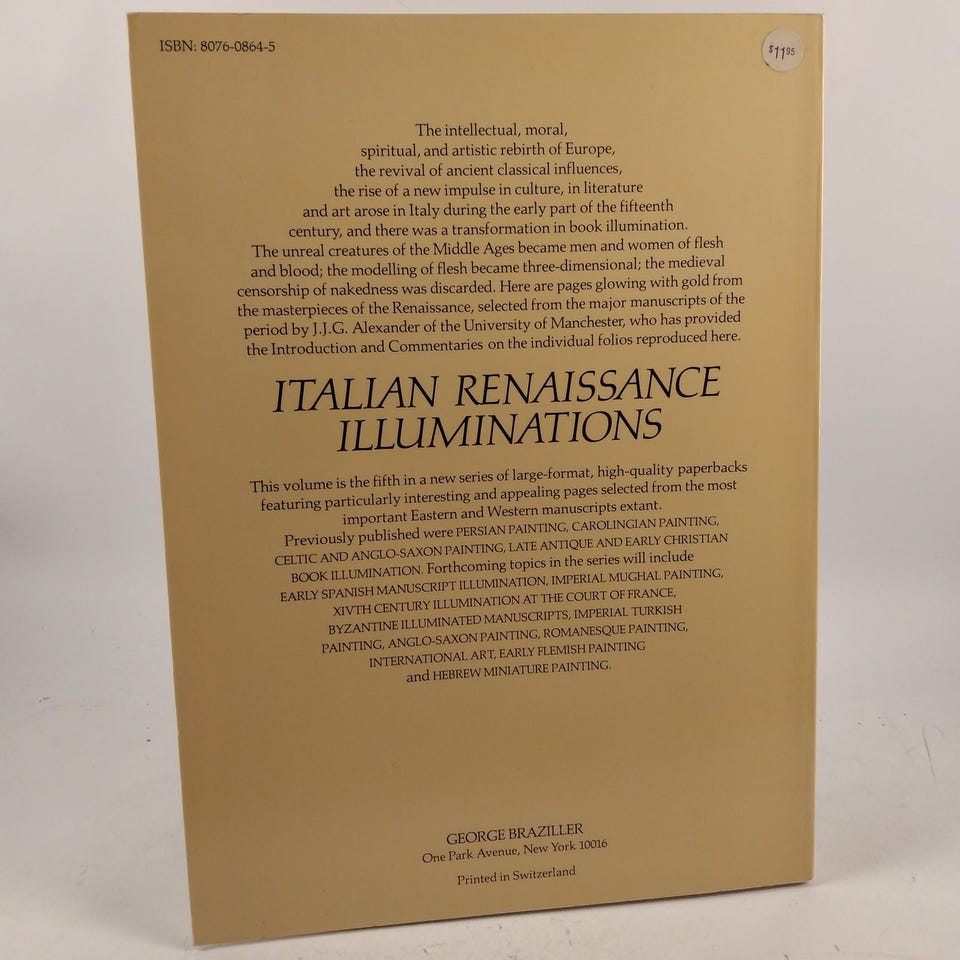 ISBN: 8076-0864-5
$11 95
The intellectual, moral,
spiritual, and artistic rebirth of Europe,
the revival of ancient classical influences,
the rise of a new impulse in culture, in literature
and art arose in Italy during the early part of the fifteenth
century, and there was a transformation in book illumination.
The unreal creatures of the Middle Ages became men and women of flesh
and blood; the modelling of flesh became three-dimensional; the medieval
censorship of nakedness was discarded. Here are pages glowing with gold from
the masterpieces of the Renaissance, selected from the major manuscripts of the
period by J.J.G. Alexander of the University of Manchester, who has provided
the Introduction and Commentaries on the individual folios reproduced here.
ITALIAN RENAISSANCE
ILLUMINATIONS
This volume is the fifth in a new series of large-format, high-quality paperbacks
featuring particularly interesting and appealing pages selected from the most
important Eastern and Western manuscripts extant.
Previously published were PERSIAN PAINTING, CAROLINGIAN PAINTING,
CELTIC AND ANGLO-SAXON PAINTING, LATE ANTIQUE AND EARLY CHRISTIAN
BOOK ILLUMINATION. Forthcoming topics in the series will include
EARLY SPANISH MANUSCRIPT ILLUMINATION, IMPERIAL MUGHAL PAINTING,
XIVTH CENTURY ILLUMINATION AT THE COURT OF FRANCE,
BYZANTINE ILLUMINATED MANUSCRIPTS, IMPERIAL TURKISH
PAINTING, ANGLO-SAXON PAINTING, ROMANESQUE PAINTING,
INTERNATIONAL ART, EARLY FLEMISH PAINTING
and HEBREW MINIATURE PAINTING.
GEORGE BRAZILLER
One Park Avenue, New York 10016
Printed in Switzerland